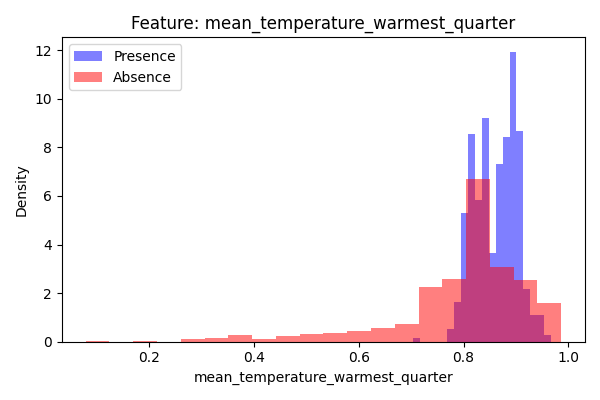 Feature: mean_temperature_warmest_quarter
Presence
Absence
Density
12
10
8
6
4
2
0
0.2 0.4 0.6 0.8 1.0
mean_temperature_warmest_quarter